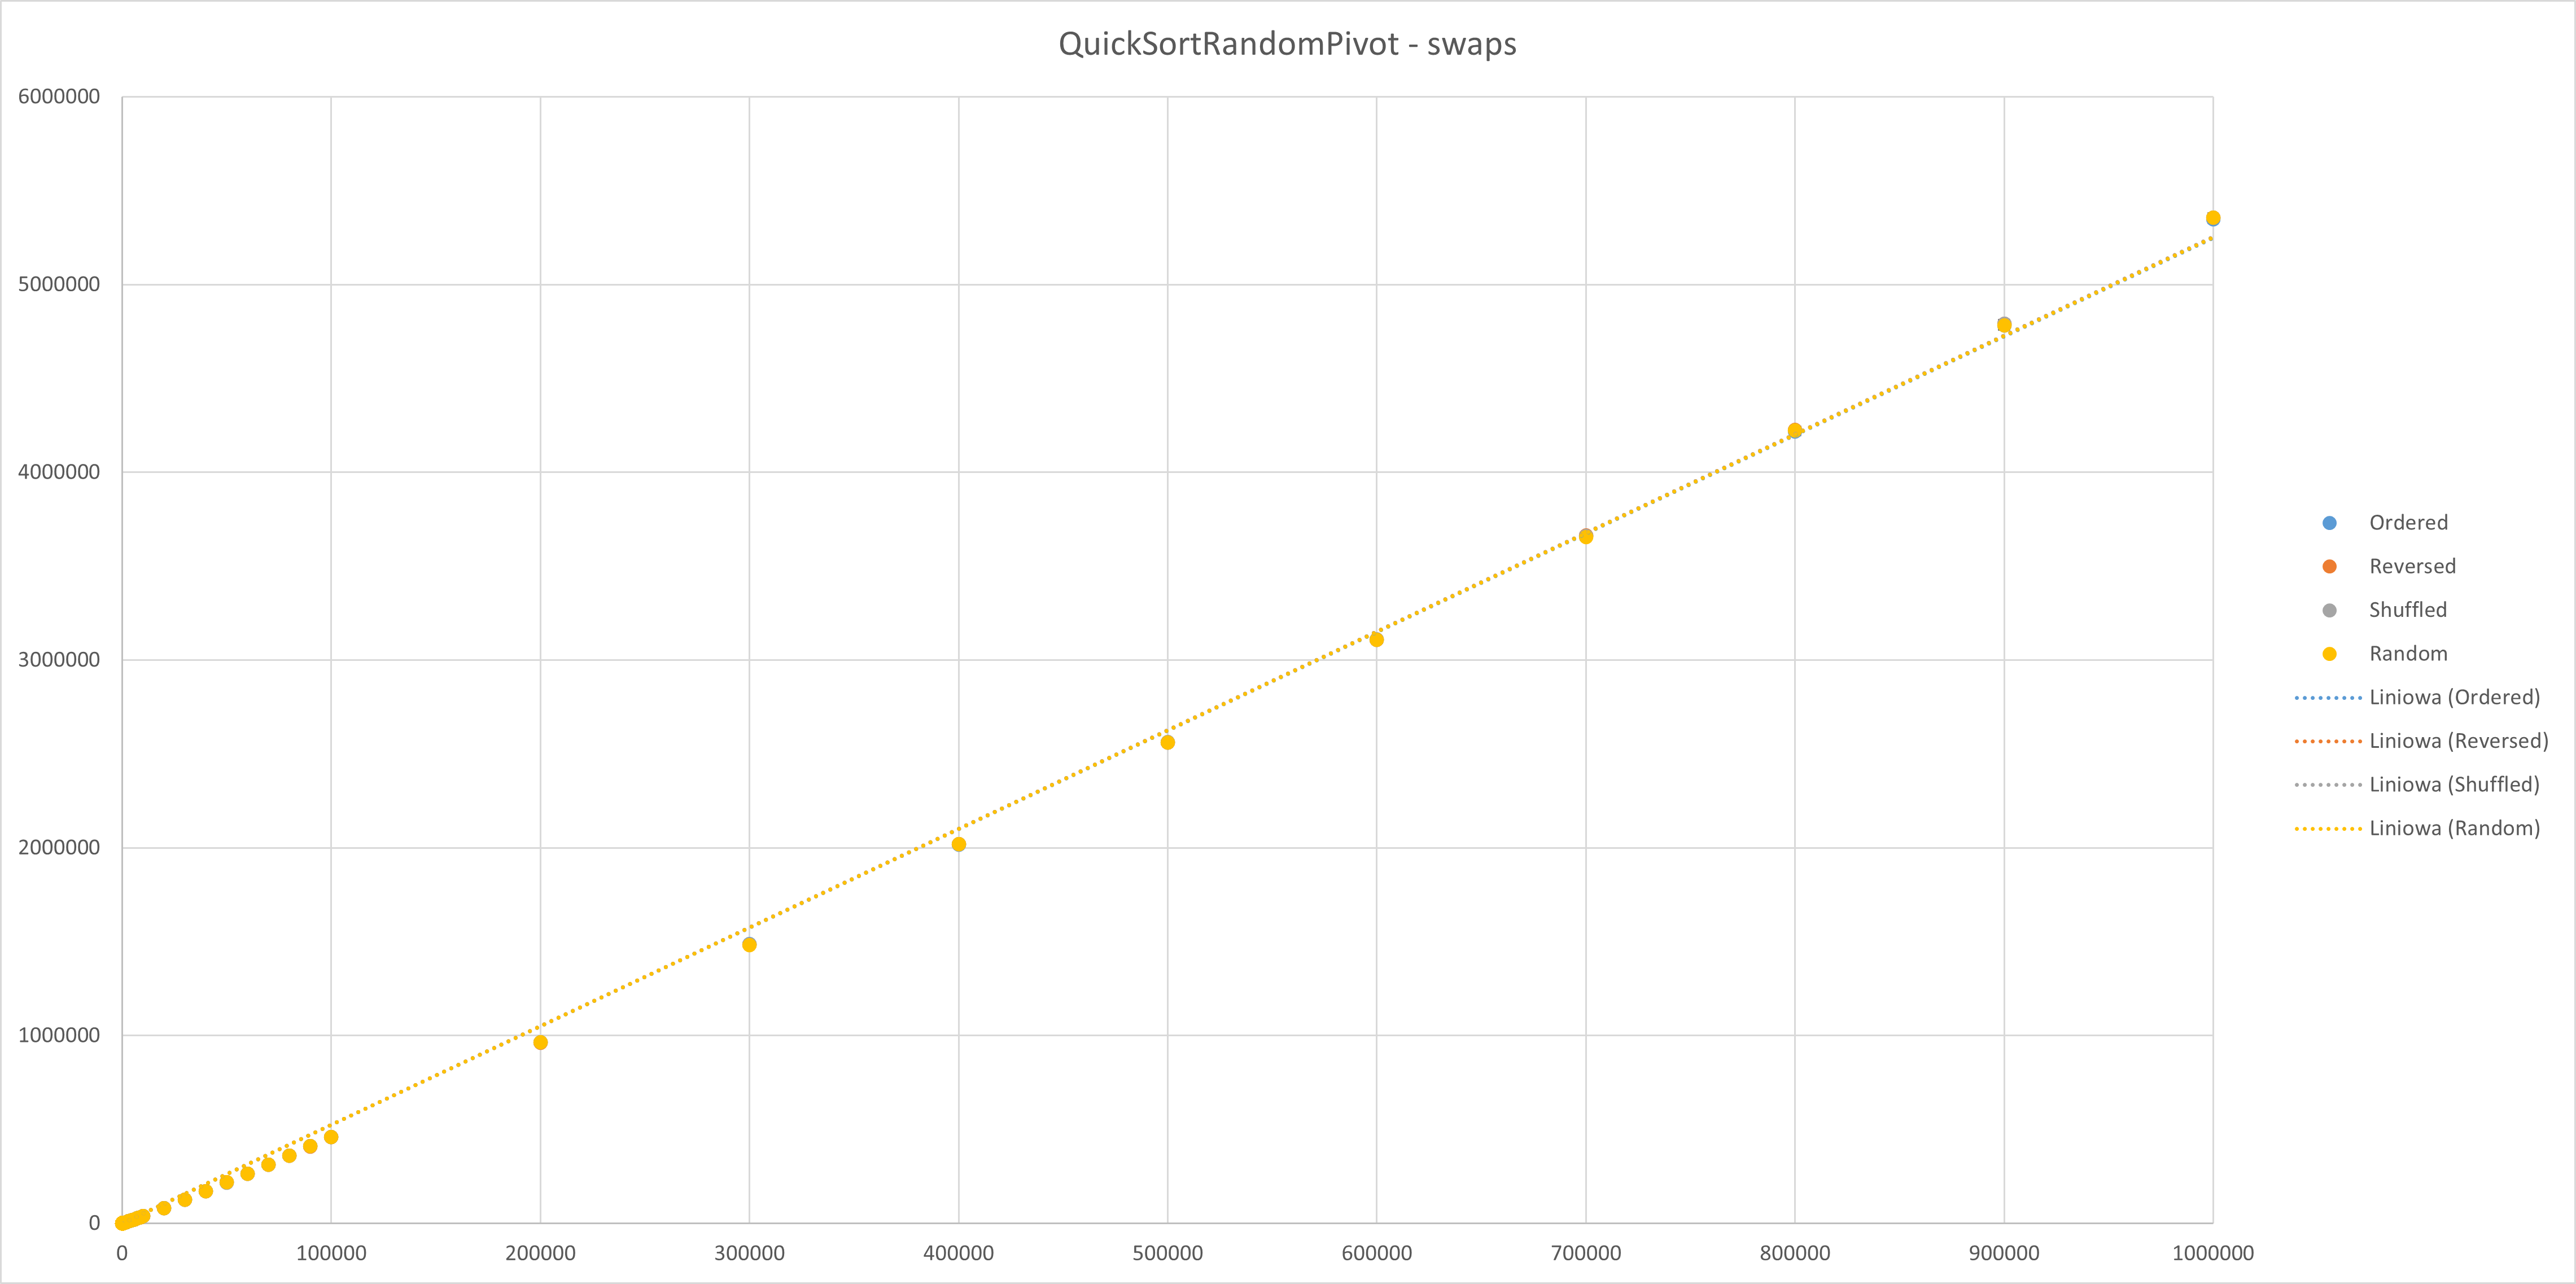 QuickSortRandomPivot - swaps
6000000
5000000
4000000
3000000
2000000
1000000
0
0 100000 200000 300000 400000 500000 600000 700000 800000 900000 1000000
Ordered
Reversed
Shuffled
Random
Liniowa (Ordered)
Liniowa (Reversed)
Liniowa (Shuffled)
Liniowa (Random)